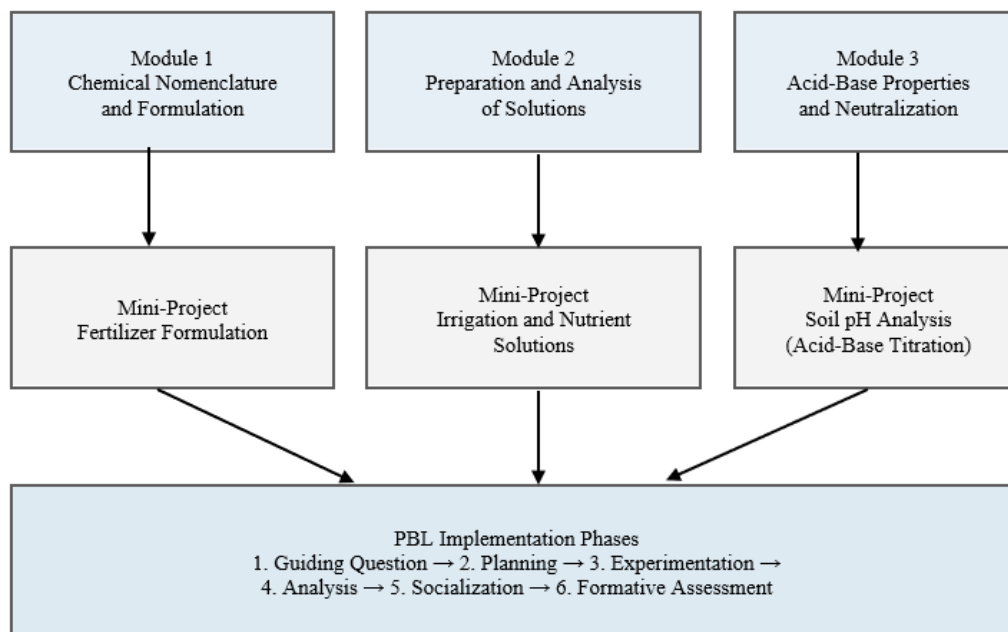 Module 1
Chemical Nomenclature
and Formulation
Module 2
Preparation and Analysis
of Solutions
Module 3
Acid-Base Properties
and Neutralization
Mini-Project
Fertilizer Formulation
Mini-Project
Irrigation and Nutrient
Solutions
Mini-Project
Soil pH Analysis
(Acid-Base Titration)
PBL Implementation Phases
1. Guiding Question → 2. Planning → 3. Experimentation →
4. Analysis → 5. Socialization → 6. Formative Assessment